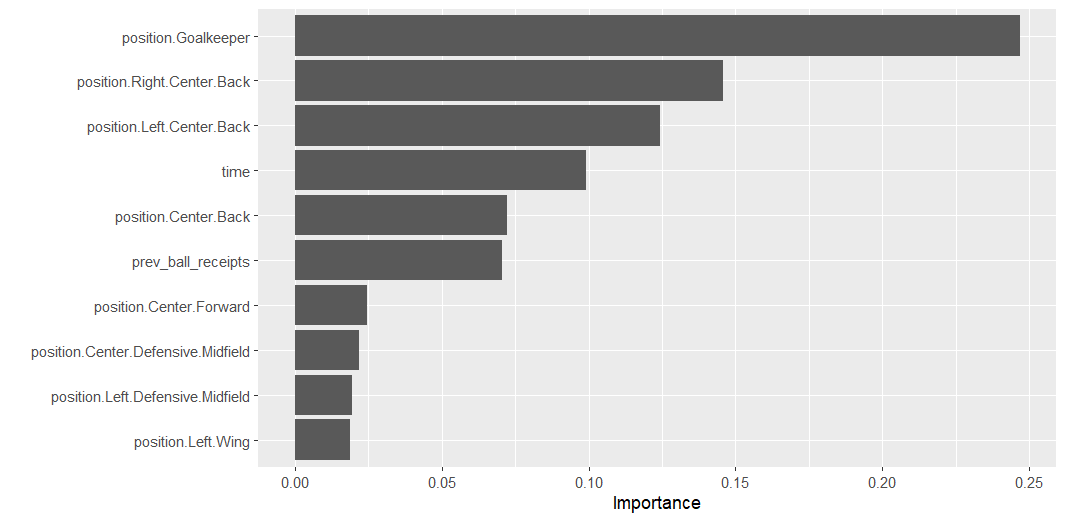 position.Goalkeeper
position.Right.Center.Back
position.Left.Center.Back
time
position.Center.Back
prev_ball_receipts
position.Center.Forward
position.Center.Defensive.Midfield
position.Left.Defensive.Midfield
position.Left.Wing
0.00 0.05 0.10 0.15 0.20 0.25
Importance